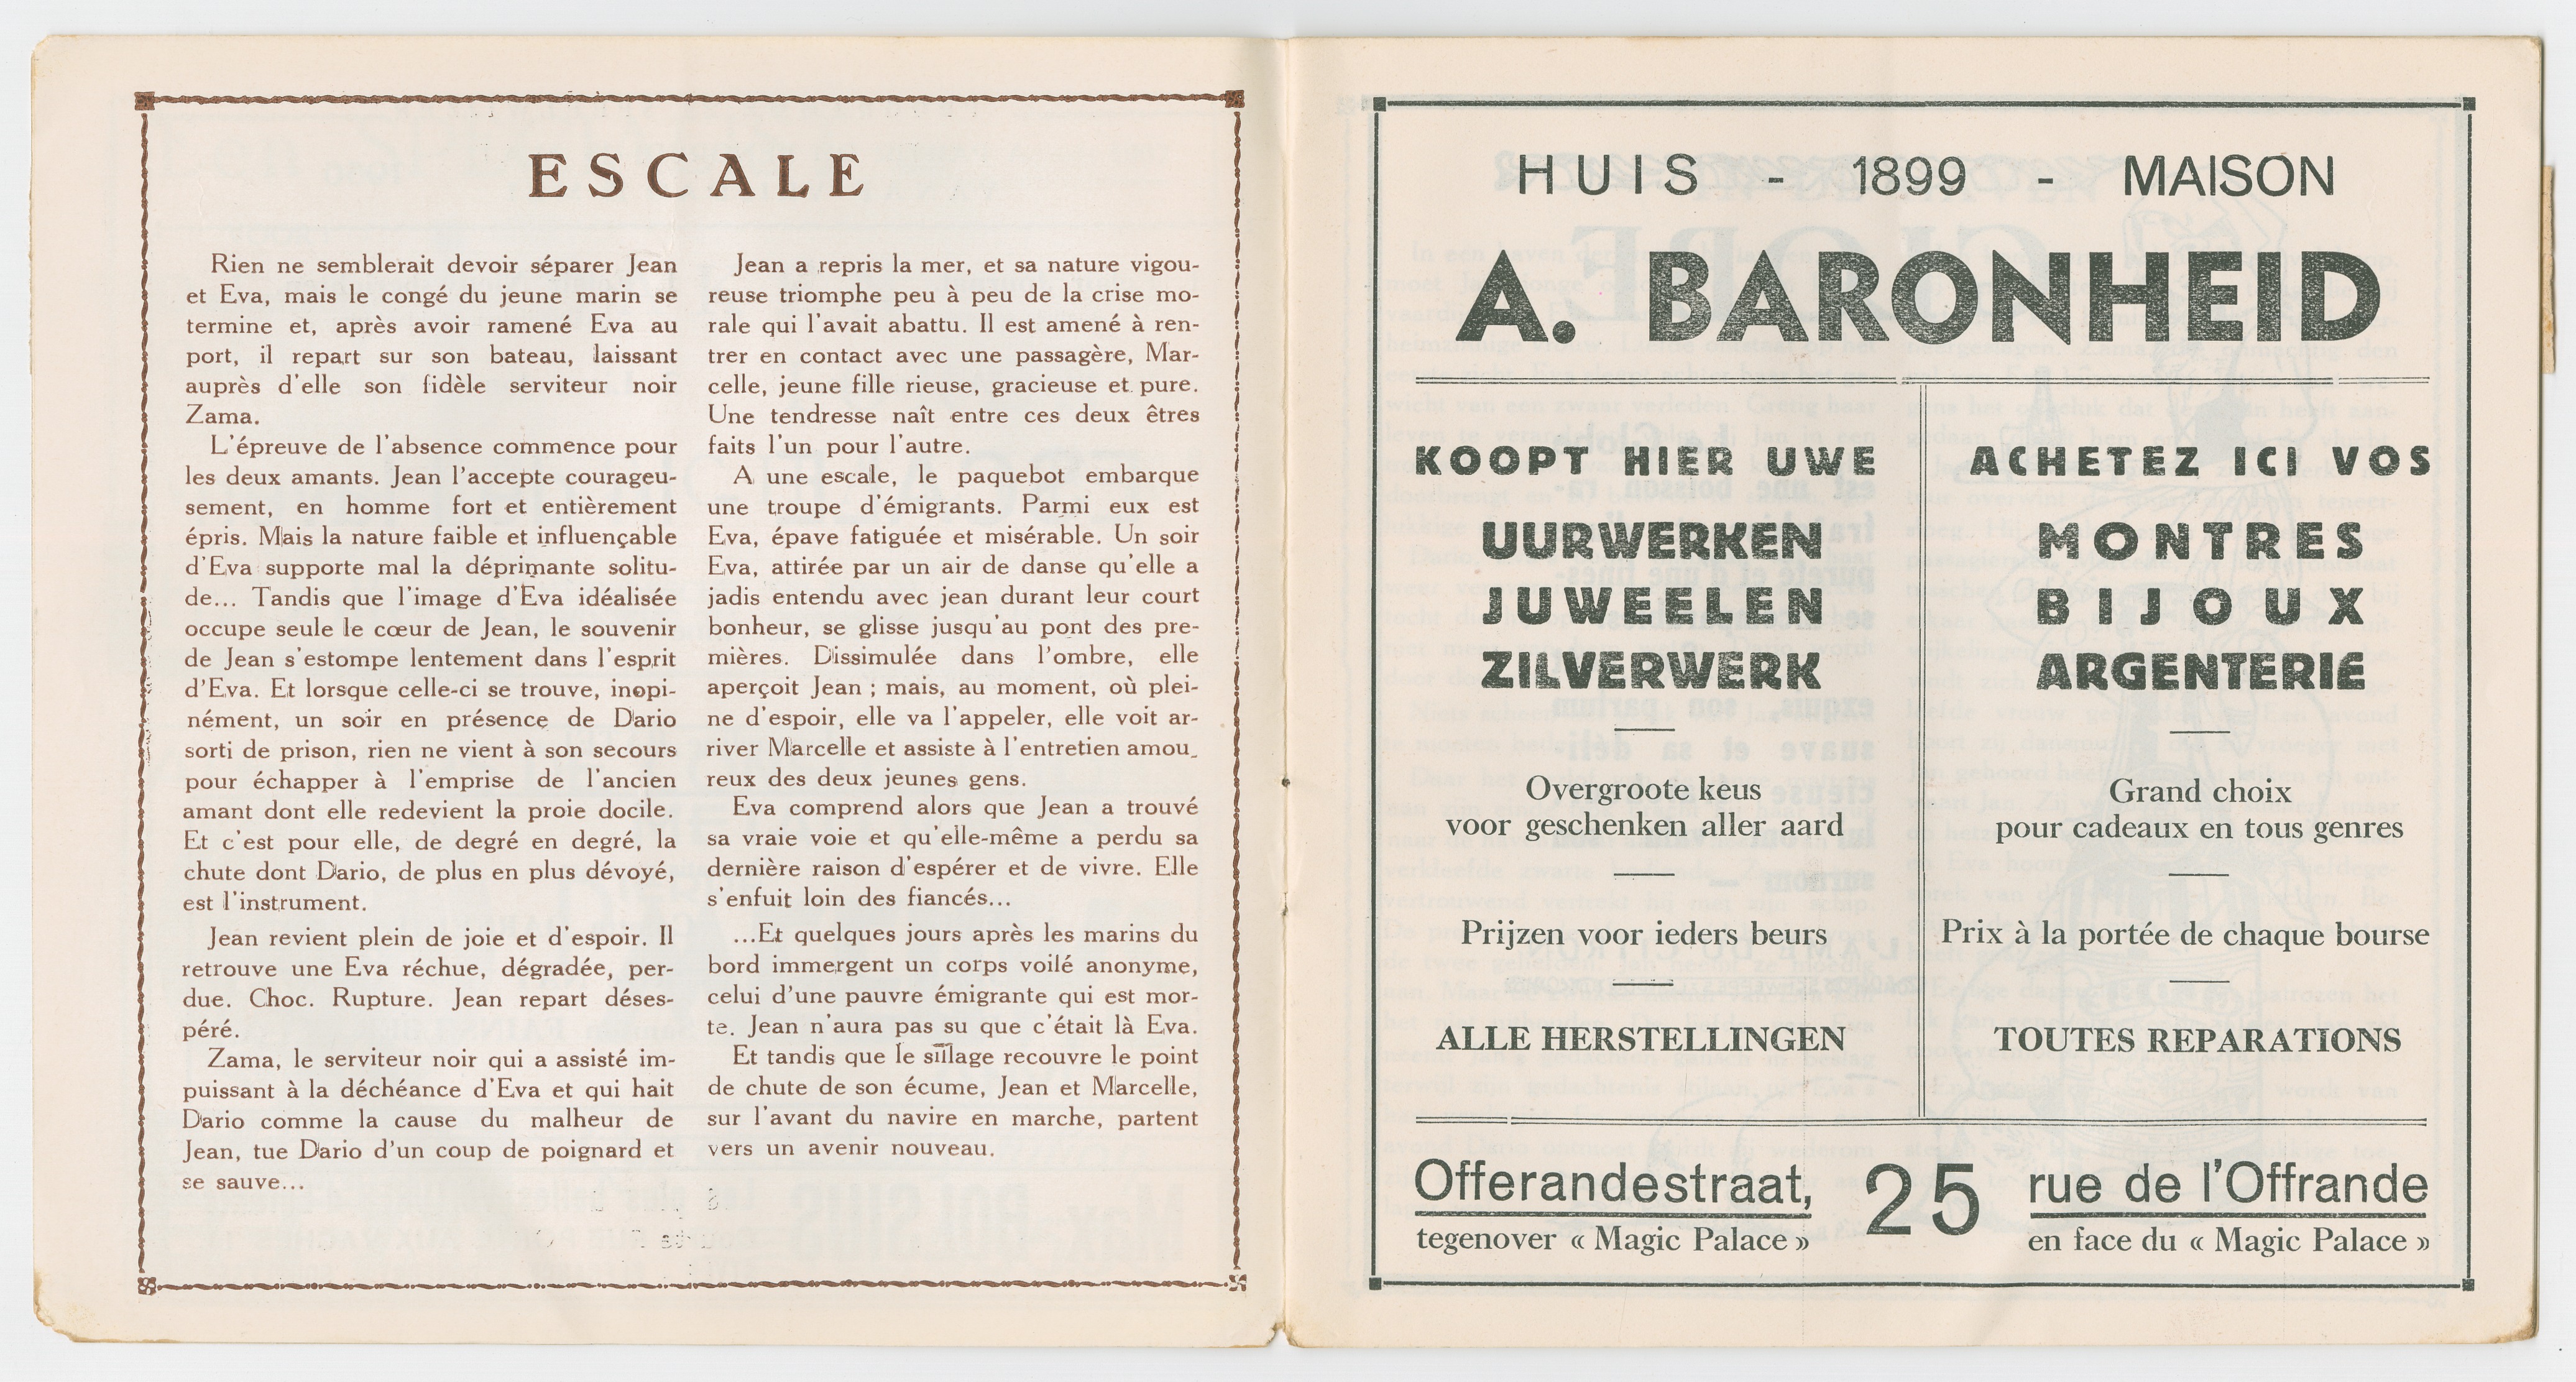 ESCALE
Rien ne semblerait devoir séparer Jean
et Eva, mais le congé du jeune marin se
termine et, après avoir ramené Eva au
port, il repart sur son bateau, laissant
auprès d'elle son fidèle serviteur noir
Zama.
L'épreuve de l'absence commence pour
les deux amants. Jean l'accepte courageu-
sement, en homme fort et entièrement
épris. Mais la nature faible et influençable
d'Eva supporte mal la déprimante solitu-
de... Tandis que l'image d'Eva idéalisée
occupe seule le cœur de Jean, le souvenir
de Jean s'estompe lentement dans l'esprit
d'Eva. Et lorsque celle-ci se trouve, inopi-
nément, un soir en présence de Dario
sorti de prison, rien ne vient à son secours
pour échapper à l'emprise de l'ancien
amant dont elle redevient la proie docile.
Et c'est pour elle, de degré en degré, la
chute dont Dario, de plus en plus dévoyé,
est l'instrument.
Jean revient plein de joie et d'espoir. Il
retrouve une Eva réchue, dégradée, per-
due. Choc. Rupture. Jean repart déses-
péré.
Zama, le serviteur noir qui a assisté im-
puissant à la déchéance d'Eva et qui hait
Dario comme la cause du malheur de
Jean, tue Dario d'un coup de poignard et
se sauve...
Jean a repris la mer, et sa nature vigou-
reuse triomphe peu à peu de la crise mo-
rale qui l'avait abattu. Il est amené à ren-
trer en contact avec une passagère, Mar-
celle, jeune fille rieuse, gracieuse et pure.
Une tendresse naît entre ces deux êtres
faits l'un pour l'autre.
A une escale, le paquebot embarque
une troupe d'émigrants. Parmi eux est
Eva, épave fatiguée et misérable. Un soir
Eva, attirée par un air de danse qu'elle a
jadis entendu avec jean durant leur court
bonheur, se glisse jusqu'au pont des pre-
mières. Dissimulée dans l'ombre, elle
aperçoit Jean ; mais, au moment, où plei-
ne d'espoir, elle va l'appeler, elle voit ar-
river Marcelle et assiste à l'entretien amou-
reux des deux jeunes gens.
Eva comprend alors que Jean a trouvé
sa vraie voie et qu'elle-même a perdu sa
dernière raison d'espérer et de vivre. Elle
s'enfuit loin des fiancés...
...Et quelques jours après les marins du
bord immergent un corps voilé anonyme,
celui d'une pauvre émigrante qui est mor-
te. Jean n'aura pas su que c'était là Eva.
Et tandis que le sillage recouvre le point
de chute de son écume, Jean et Marcelle,
sur l'avant du navire en marche, partent
vers un avenir nouveau.
HUIS - 1899 - MAISON
A. BARONHEID
KOOPT HIER UWE
UURWERKEN
JUWEELEN
ZILVERWERK
Overgroote keus
voor geschenken aller aard
Prijzen voor ieders beurs
ALLE HERSTELLINGEN
ACHETEZ ICI VOS
MONTRES
BIJOUX
ARGENTERIE
Grand choix
pour cadeaux en tous genres
Prix à la portée de chaque bourse
TOUTES REPARATIONS
Offerandestraat, 25 rue de l'Offrande
tegenover « Magic Palace » en face du « Magic Palace »